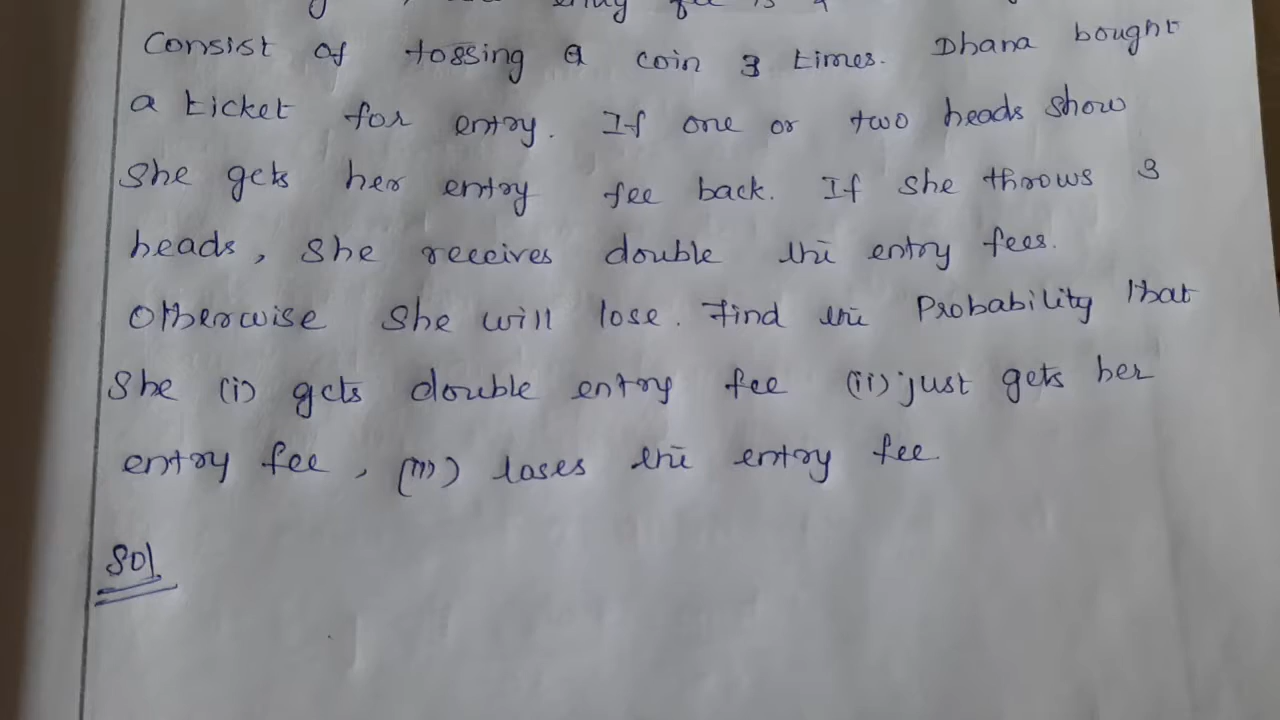 fee is
Consist of tossing a coin 3 times. Dhana bought
a ticket for entry. If one or two heads show
She gets her entry fee back. If she throws 3
heads, she receives double the entry fees.
Otherwise she will lose. Find the Probability that
She (i) gets double entry fee (ii) just gets her
entry fee, (iii) loses the entry fee.
Sol